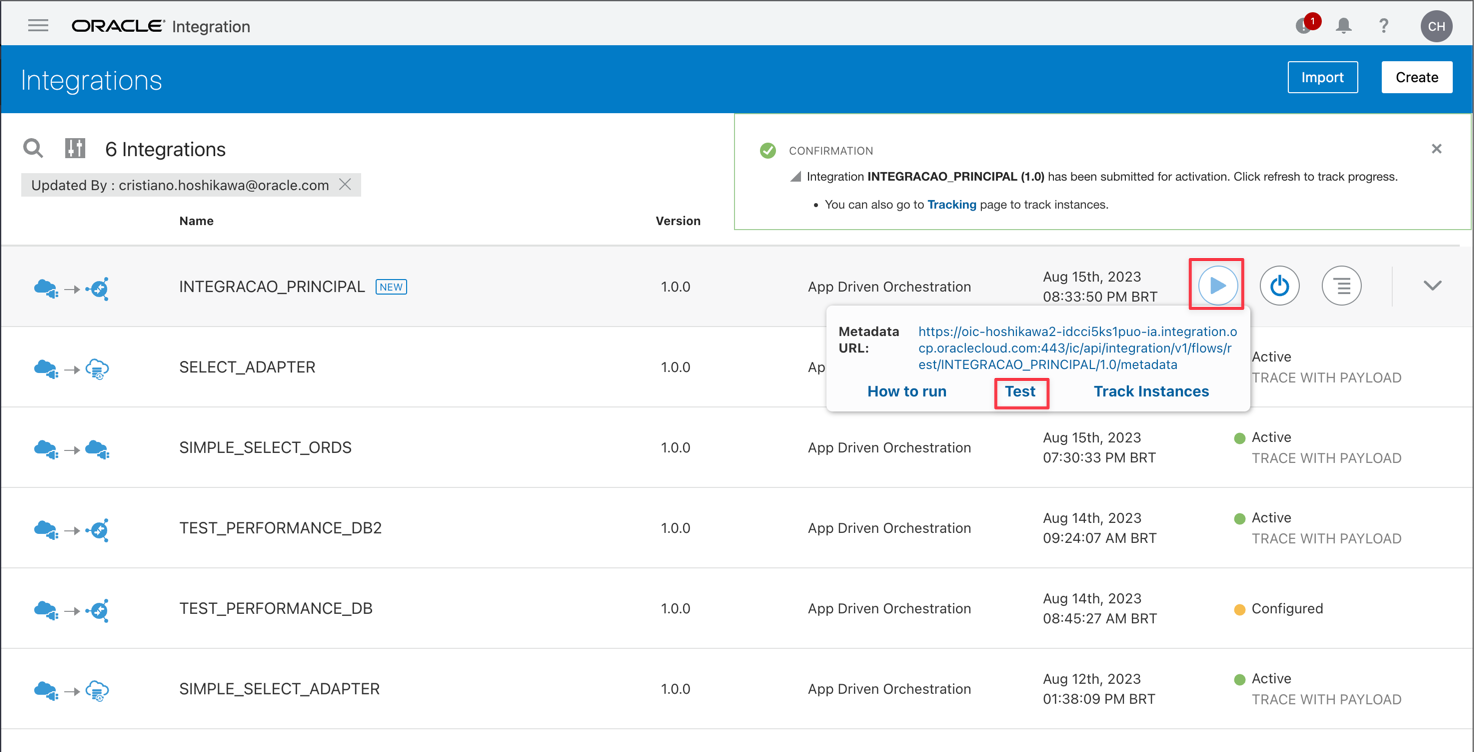 ORACLE Integration
1
CH
Integrations
Import
Create
6 Integrations
Updated By : cristiano.hoshikawa@oracle.com
CONFIRMATION
Integration INTEGRACAO_PRINCIPAL (1.0) has been submitted for activation. Click refresh to track progress.
• You can also go to Tracking page to track instances.
Name
Version
INTEGRACAO_PRINCIPAL NEW
1.0.0
App Driven Orchestration
Aug 15th, 2023
08:33:50 PM BRT
Metadata URL:
https://oic-hoshikawa2-idcci5ks1puo-ia.integration.o
cp.oraclecloud.com:443/ic/api/integration/v1/flows/r
est/INTEGRACAO_PRINCIPAL/1.0/metadata
How to run
Test
Track Instances
SELECT_ADAPTER
1.0.0
Ap
Active
TRACE WITH PAYLOAD
SIMPLE_SELECT_ORDS
1.0.0
App Driven Orchestration
Aug 15th, 2023
07:30:33 PM BRT
Active
TRACE WITH PAYLOAD
TEST_PERFORMANCE_DB2
1.0.0
App Driven Orchestration
Aug 14th, 2023
09:24:07 AM BRT
Active
TRACE WITH PAYLOAD
TEST_PERFORMANCE_DB
1.0.0
App Driven Orchestration
Aug 14th, 2023
08:45:27 AM BRT
Configured
SIMPLE_SELECT_ADAPTER
1.0.0
App Driven Orchestration
Aug 12th, 2023
01:38:09 PM BRT
Active
TRACE WITH PAYLOAD